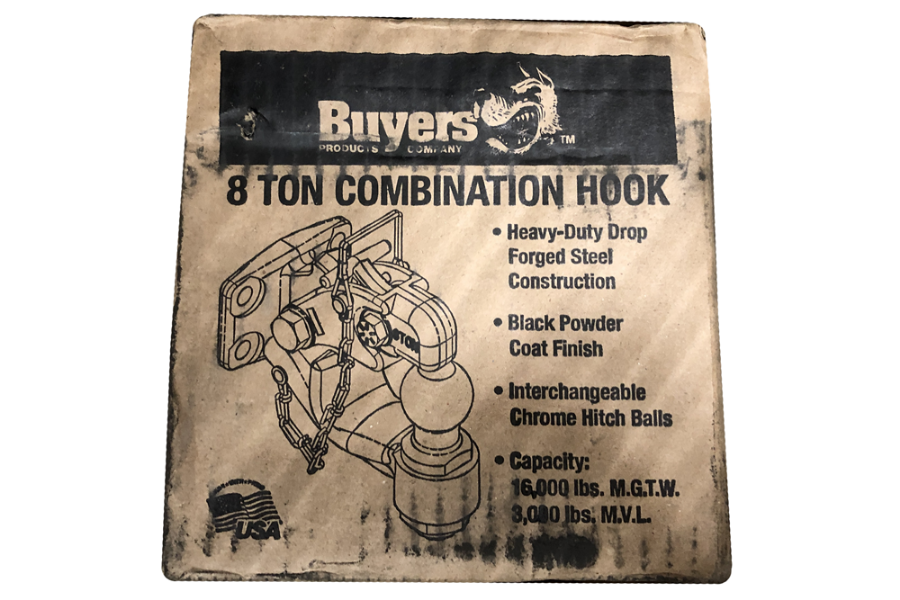 Buyers
PRODUCTS COMPANY
TM
8 TON COMBINATION HOOK
• Heavy-Duty Drop
Forged Steel
Construction
• Black Powder
Coat Finish
• Interchangeable
Chrome Hitch Balls
• Capacity:
16,000 lbs. M.G.T.W.
3,000 lbs. M.V.L.
8TON
USA